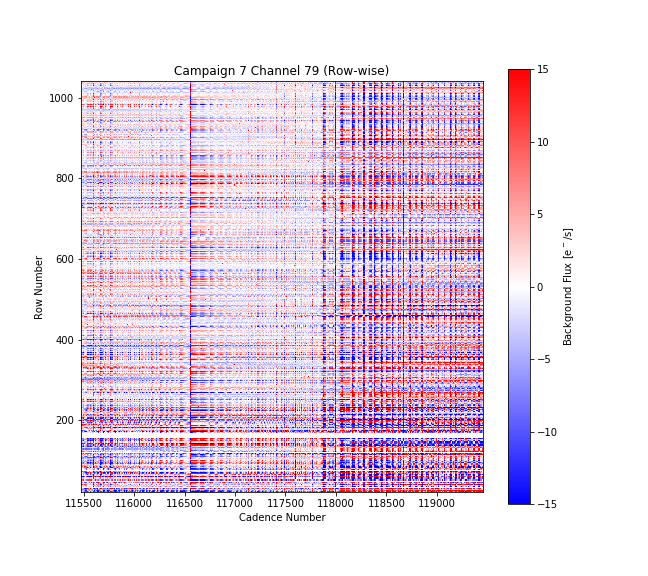 Campaign 7 Channel 79 (Row-wise)
1000
800
600
400
200
Row Number
115500 116000 116500 117000 117500 118000 118500 119000
Cadence Number
15
10
5
0
−5
−10
−15
Background Flux [e⁻/s]